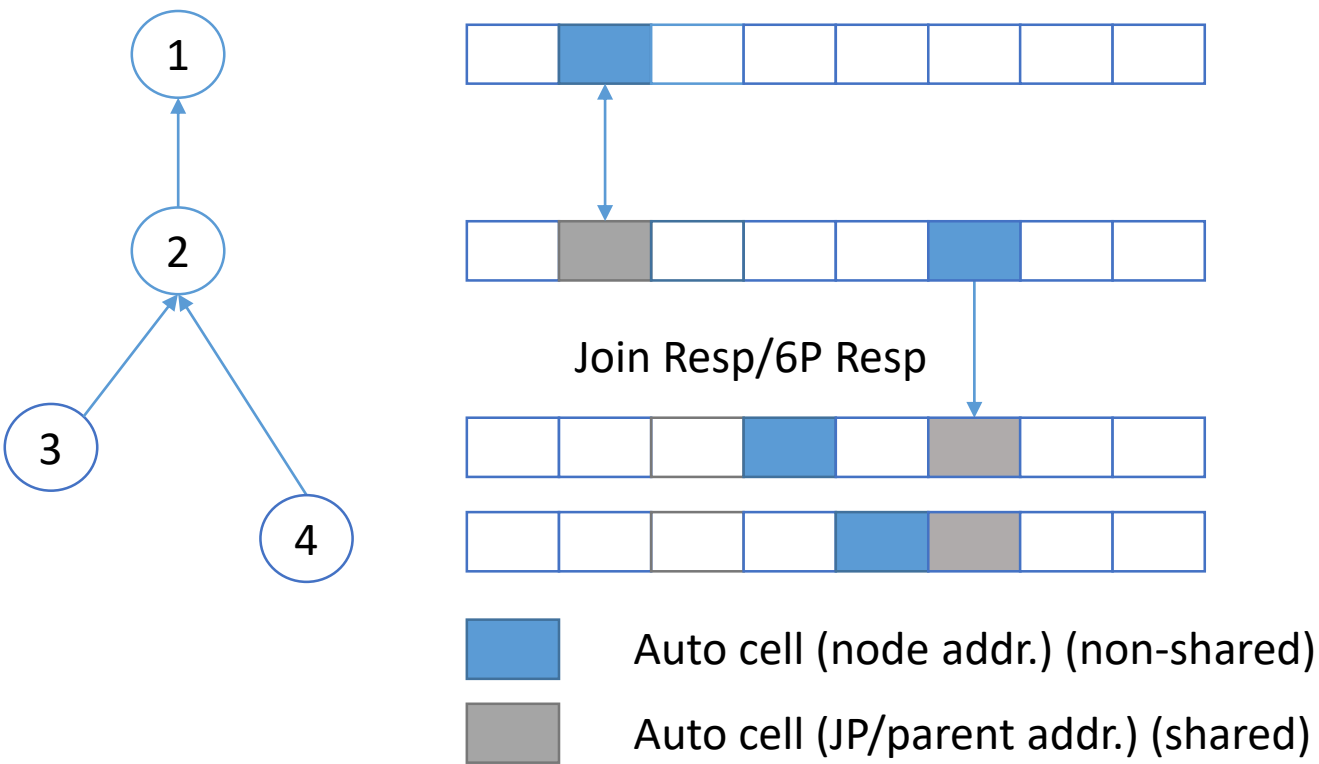 1
2
Join Resp/6P Resp
3
4
Auto cell (node addr.) (non-shared)
Auto cell (JP/parent addr.) (shared)